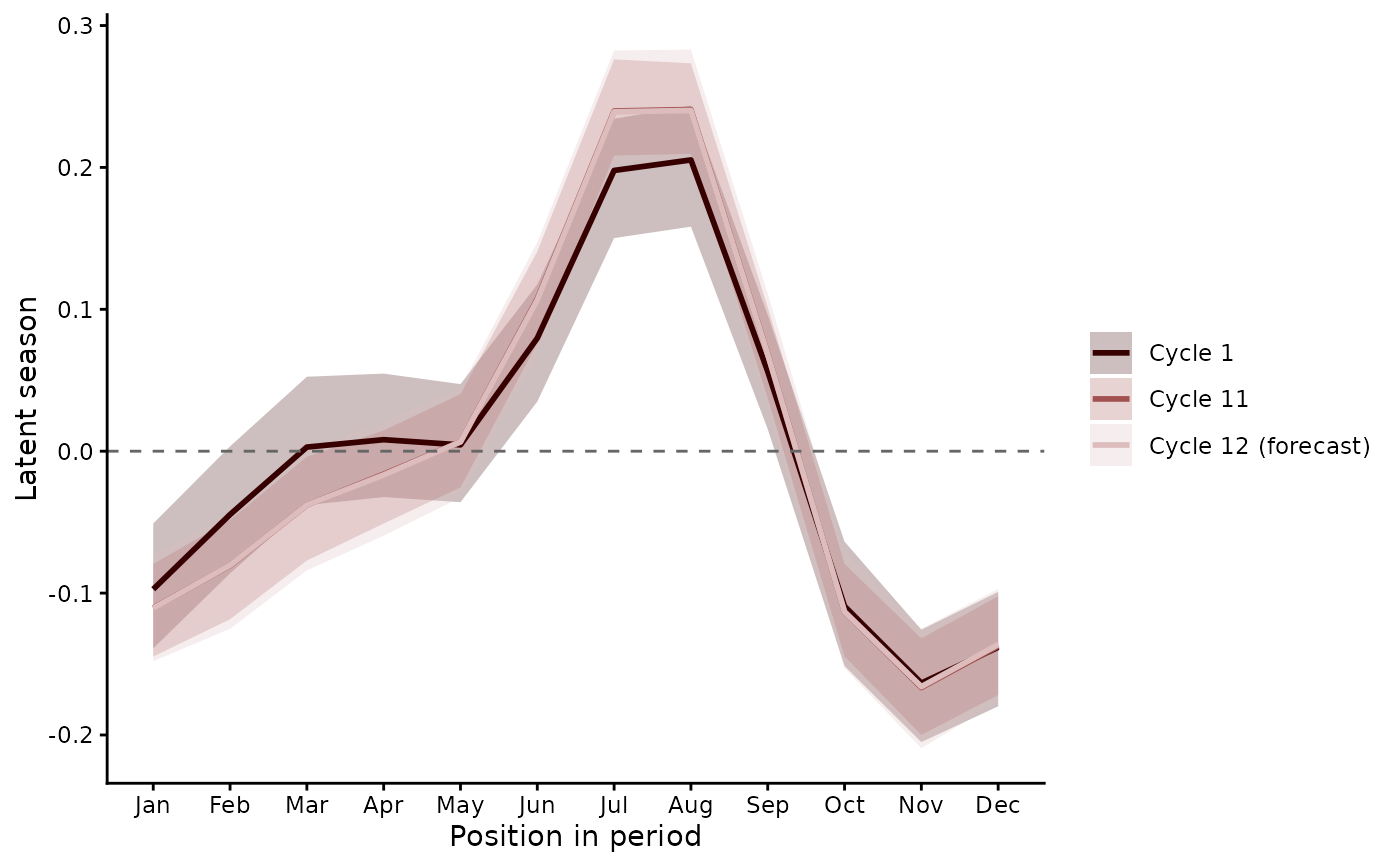 0.3
0.2
0.1
0.0
-0.1
-0.2
Latent season
Jan Feb Mar Apr May Jun Jul Aug Sep Oct Nov Dec
Position in period
Cycle 1
Cycle 11
Cycle 12 (forecast)